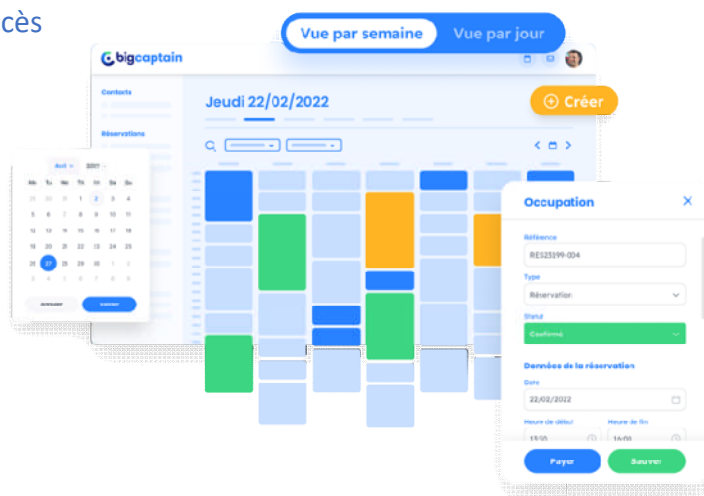 cès
Vue par semaine Vue par jour
bigcaptain
Contacts
Réservations
Jeudi 22/02/2022
Créer
Occupation
Référence
RES23199-004
Type
Réservation
Statut
Confirmé
Données de la réservation
Date
22/02/2022
Heure de début Heure de fin
Payer Sauver